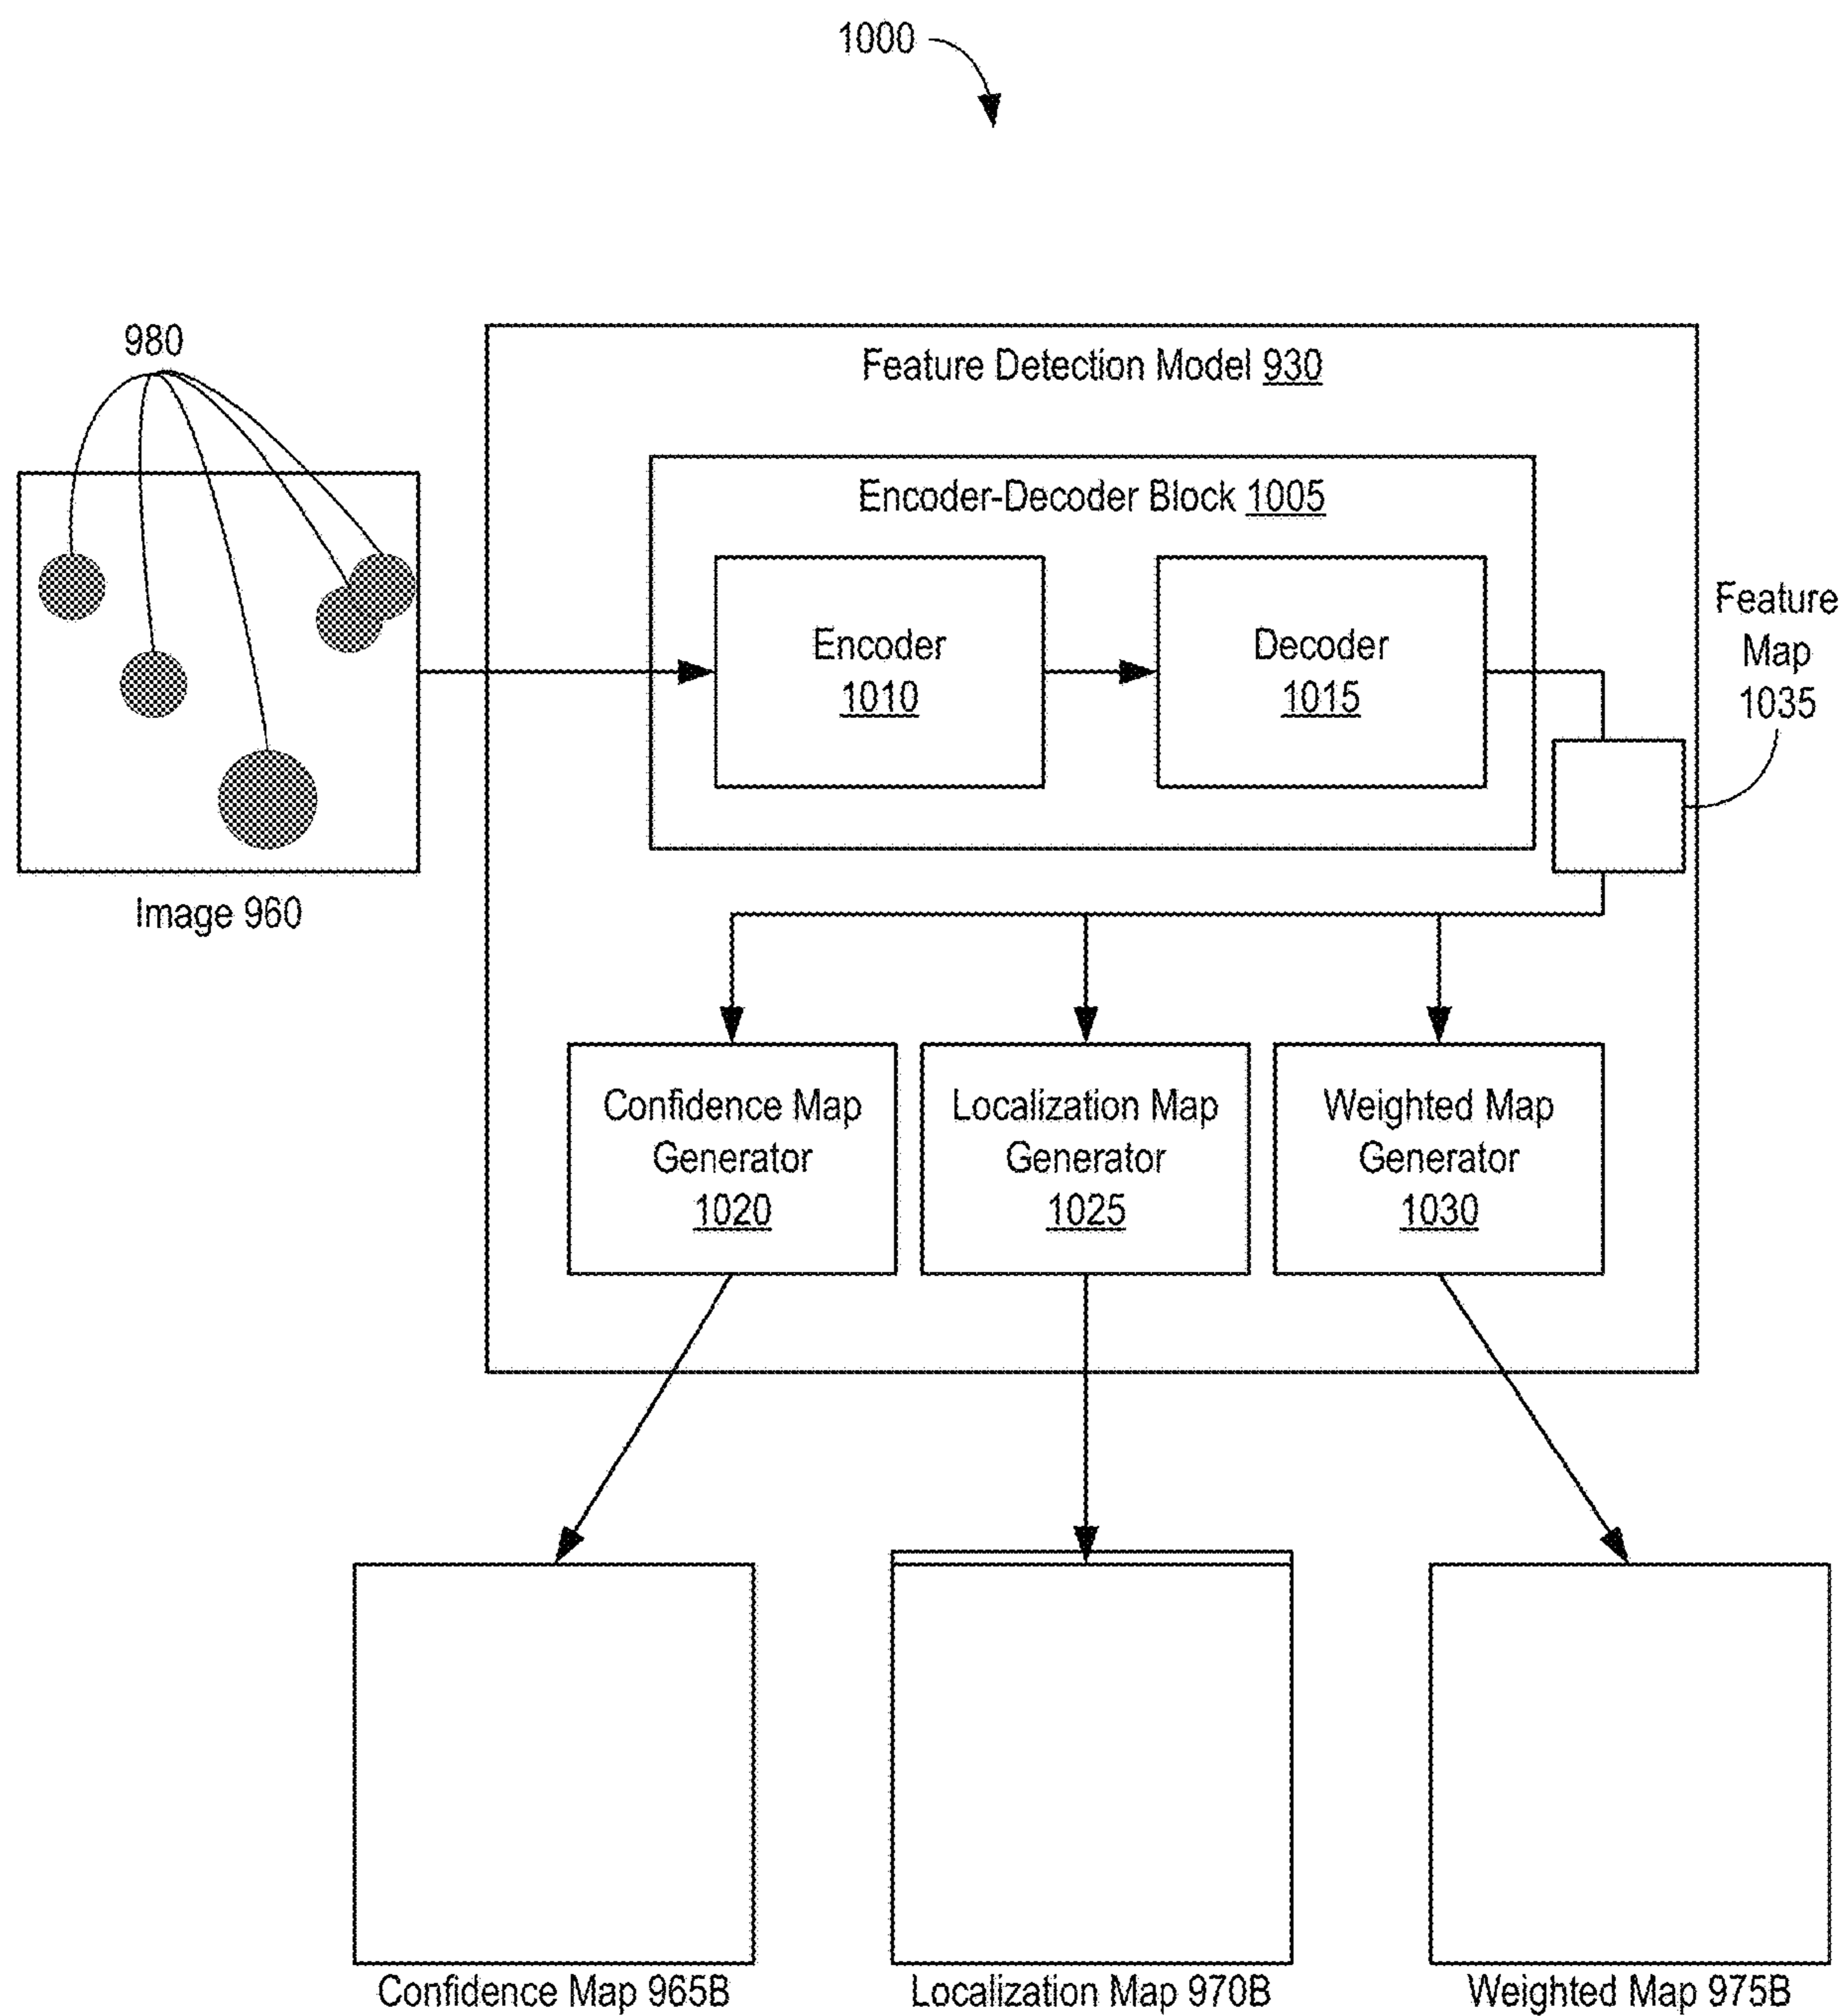 1000
980
Feature Detection Model 930
Encoder-Decoder Block 1005
Encoder
1010
Decoder
1015
Feature
Map
1035
Image 960
Confidence Map
Generator
1020
Localization Map
Generator
1025
Weighted Map
Generator
1030
Confidence Map 965B
Localization Map 970B
Weighted Map 975B